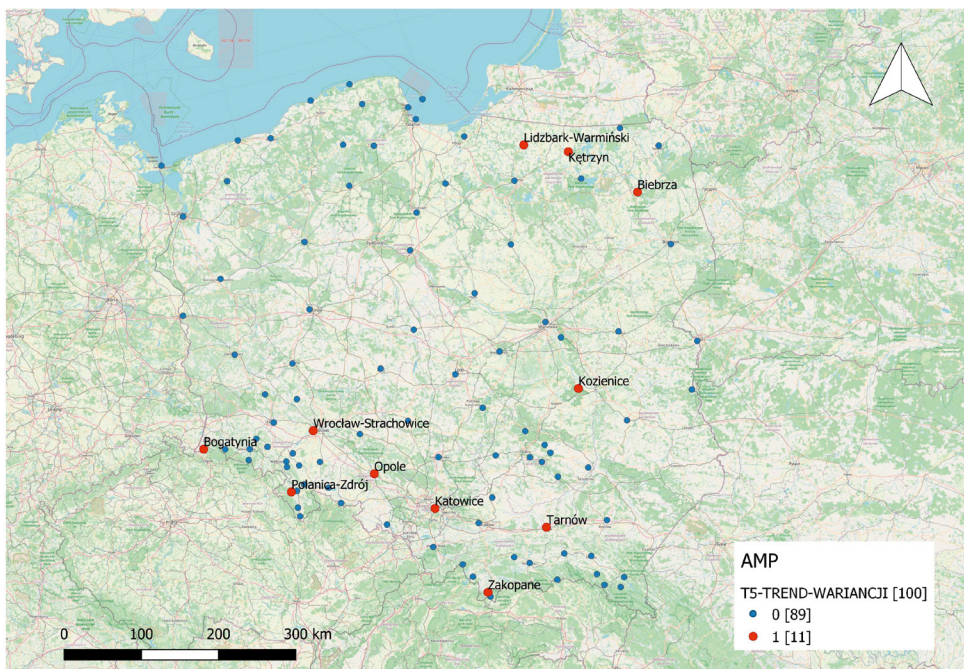 Lidzbark-Warmiński
Kętrzyn
Biebrza
Kozienice
Wrocław-Strachowice
Bogatynia
Opole
Polanica-Zdrój
Katowice
Tarnów
Zakopane
AMP
T5-TREND-WARIANCJI [100]
0 [89]
1 [11]
0 100 200 300 km